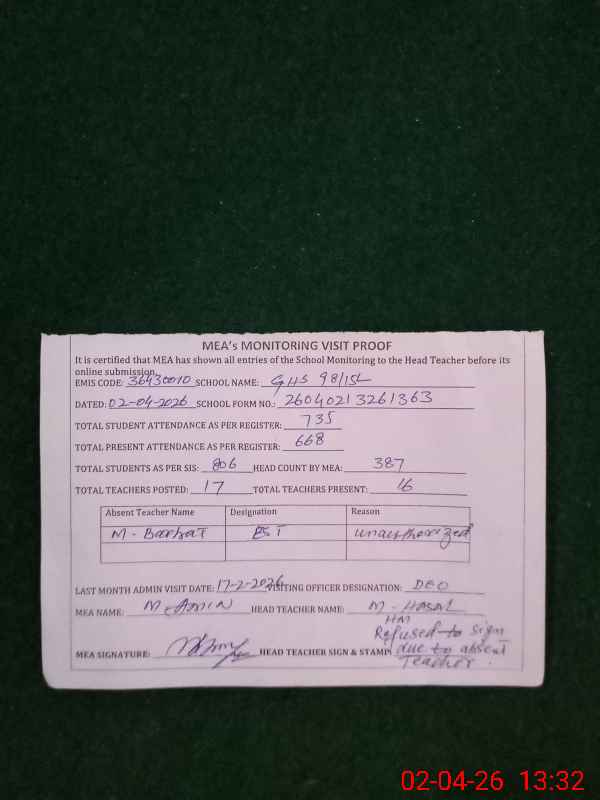 MEA's MONITORING VISIT PROOF
It is certified that MEA has shown all entries of the School Monitoring to the Head Teacher before its
online submission.
EMIS CODE: 36430010 SCHOOL NAME: GHS 98/15L
DATED: 02-04-2026 SCHOOL FORM NO.: 26040213261363
TOTAL STUDENT ATTENDANCE AS PER REGISTER: 735
TOTAL PRESENT ATTENDANCE AS PER REGISTER: 668
TOTAL STUDENTS AS PER SIS: 806 HEAD COUNT BY MEA: 387
TOTAL TEACHERS POSTED: 17 TOTAL TEACHERS PRESENT: 16
Absent Teacher Name Designation Reason
M - EST unauthorized
LAST MONTH ADMIN VISIT DATE: 17-2-2026 VISITING OFFICER DESIGNATION: DEO
MEA NAME: M AMIN HEAD TEACHER NAME: M - 
HM
Refused to sign
MEA SIGNATURE: HEAD TEACHER SIGN & STAMP: due to absent
Teacher.
02-04-26 13:32